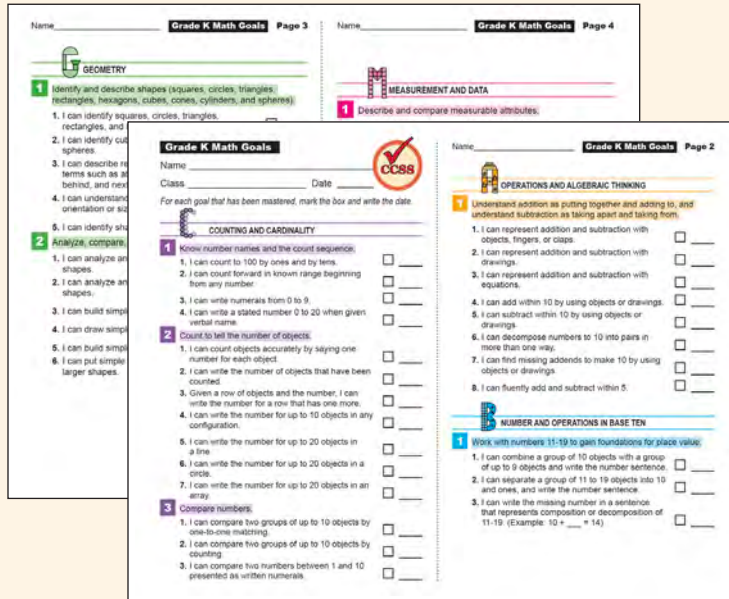 Name Grade K Math Goals Page 3
GEOMETRY
1 Identify and describe shapes (squares, circles, triangles,
rectangles, hexagons, cubes, cones, cylinders, and spheres).
1. I can identify squares, circles, triangles,
rectangles, and
2. I can identify cub
spheres.
3. I can describe re
terms such as ab
behind, and next
4. I can understand
orientation or siz
5. I can identify sha
2 Analyze, compare,
1. I can analyze an
shapes.
2. I can analyze an
shapes.
3. I can build simpl
4. I can draw simpl
5. I can build simpl
6. I can put simple
larger shapes.
Name Grade K Math Goals Page 4
MEASUREMENT AND DATA
1 Describe and compare measurable attributes.
Grade K Math Goals
Name
CCSS
Class Date
For each goal that has been mastered, mark the box and write the date.
C
COUNTING AND CARDINALITY
1 Know number names and the count sequence.
1. I can count to 100 by ones and by tens.
2. I can count forward in known range beginning
from any number.
3. I can write numerals from 0 to 9.
4. I can write a stated number 0 to 20 when given
verbal name.
2 Count to tell the number of objects.
1. I can count objects accurately by saying one
number for each object.
2. I can write the number of objects that have been
counted.
3. Given a row of objects and the number, I can
write the number for a row that has one more.
4. I can write the number for up to 10 objects in any
configuration.
5. I can write the number for up to 20 objects in
a line.
6. I can write the number for up to 20 objects in a
circle.
7. I can write the number for up to 20 objects in an
array.
3 Compare numbers.
1. I can compare two groups of up to 10 objects by
one-to-one matching.
2. I can compare two groups of up to 10 objects by
counting.
3. I can compare two numbers between 1 and 10
presented as written numerals.
Name Grade K Math Goals Page 2
OPERATIONS AND ALGEBRAIC THINKING
1 Understand addition as putting together and adding to, and
understand subtraction as taking apart and taking from.
1. I can represent addition and subtraction with
objects, fingers, or claps.
2. I can represent addition and subtraction with
drawings.
3. I can represent addition and subtraction with
equations.
4. I can add within 10 by using objects or drawings.
5. I can subtract within 10 by using objects or
drawings.
6. I can decompose numbers to 10 into pairs in
more than one way.
7. I can find missing addends to make 10 by using
objects or drawings.
8. I can fluently add and subtract within 5.
B
NUMBER AND OPERATIONS IN BASE TEN
1 Work with numbers 11-19 to gain foundations for place value.
1. I can combine a group of 10 objects with a group
of up to 9 objects and write the number sentence.
2. I can separate a group of 11 to 19 objects into 10
and ones, and write the number sentence.
3. I can write the missing number in a sentence
that represents composition or decomposition of
11-19. (Example: 10 + ___ = 14)